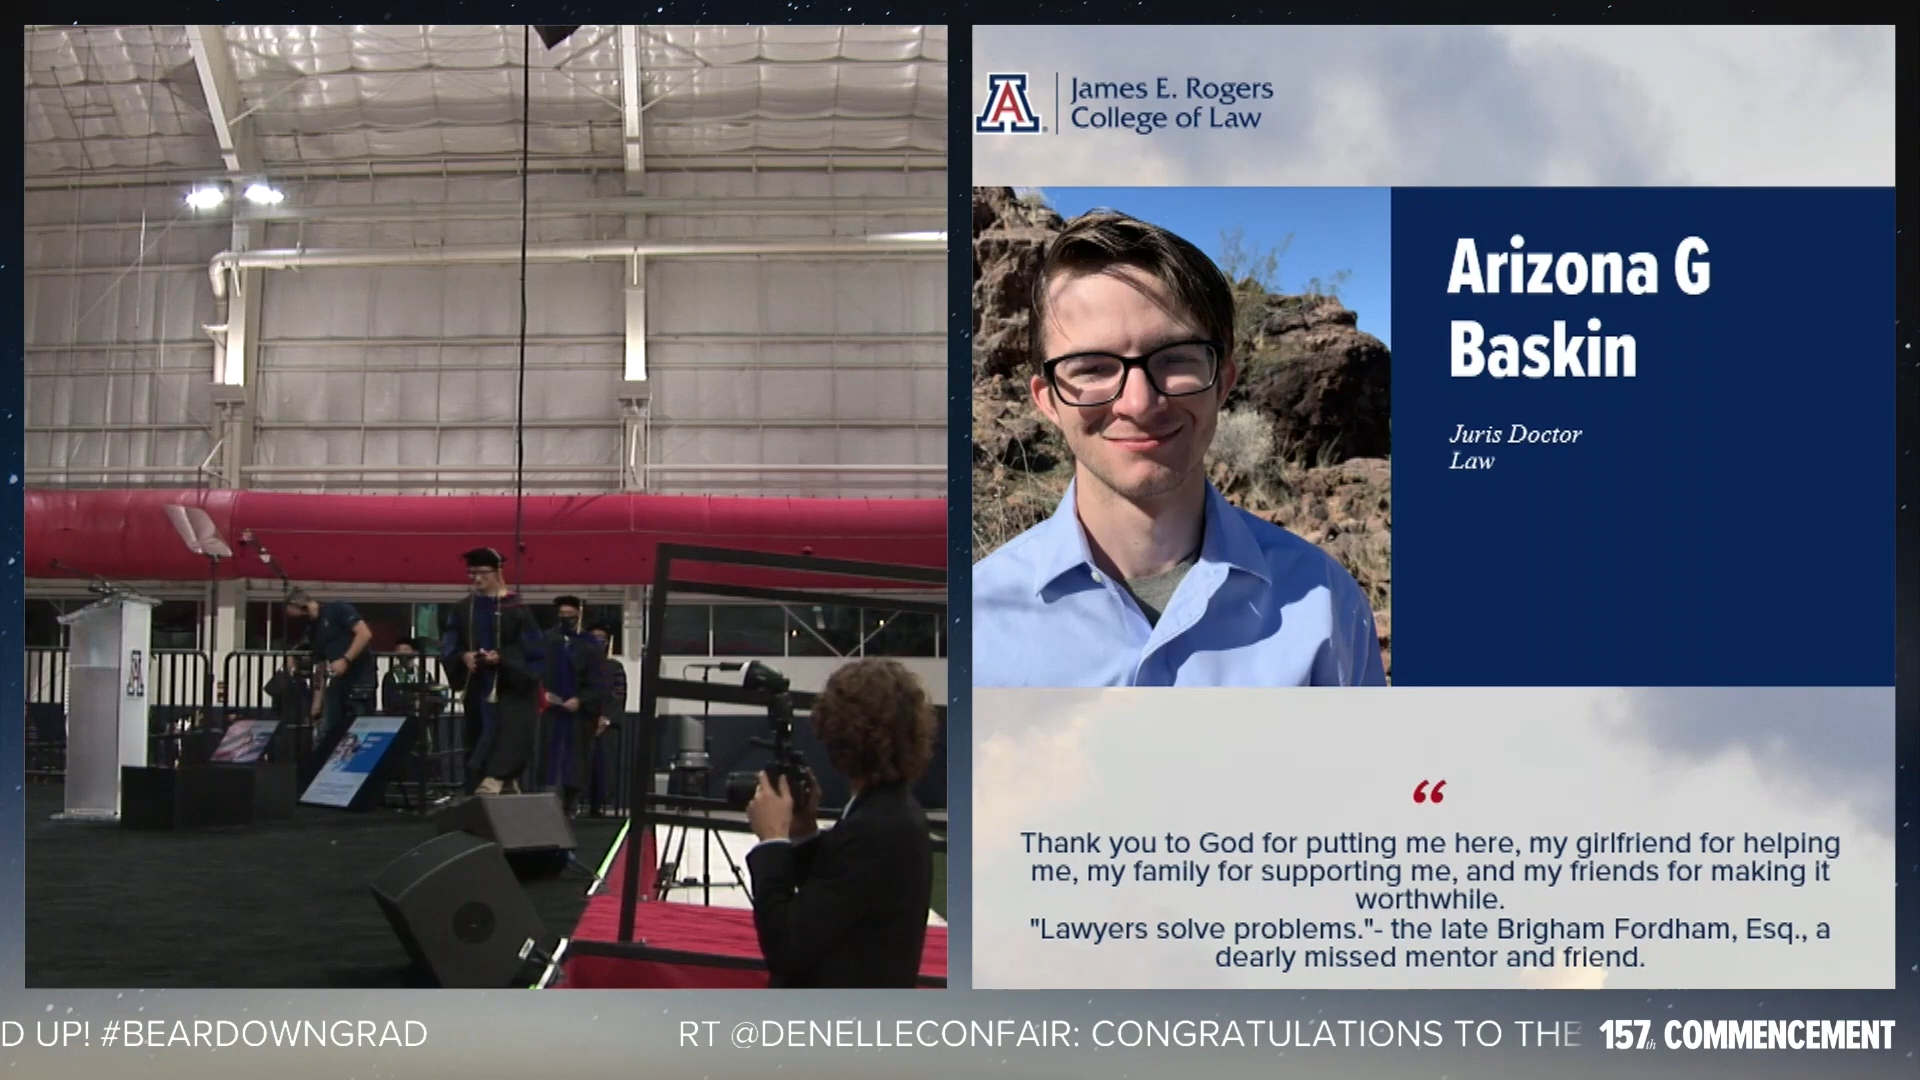 A
James E. Rogers
College of Law
Arizona G
Baskin
Juris Doctor
Law
A
“
Thank you to God for putting me here, my girlfriend for helping
me, my family for supporting me, and my friends for making it
worthwhile.
"Lawyers solve problems."- the late Brigham Fordham, Esq., a
dearly missed mentor and friend.
D UP! #BEARDOWNGRAD
RT @DENELLECONFAIR: CONGRATULATIONS TO THE
157th COMMENCEMENT